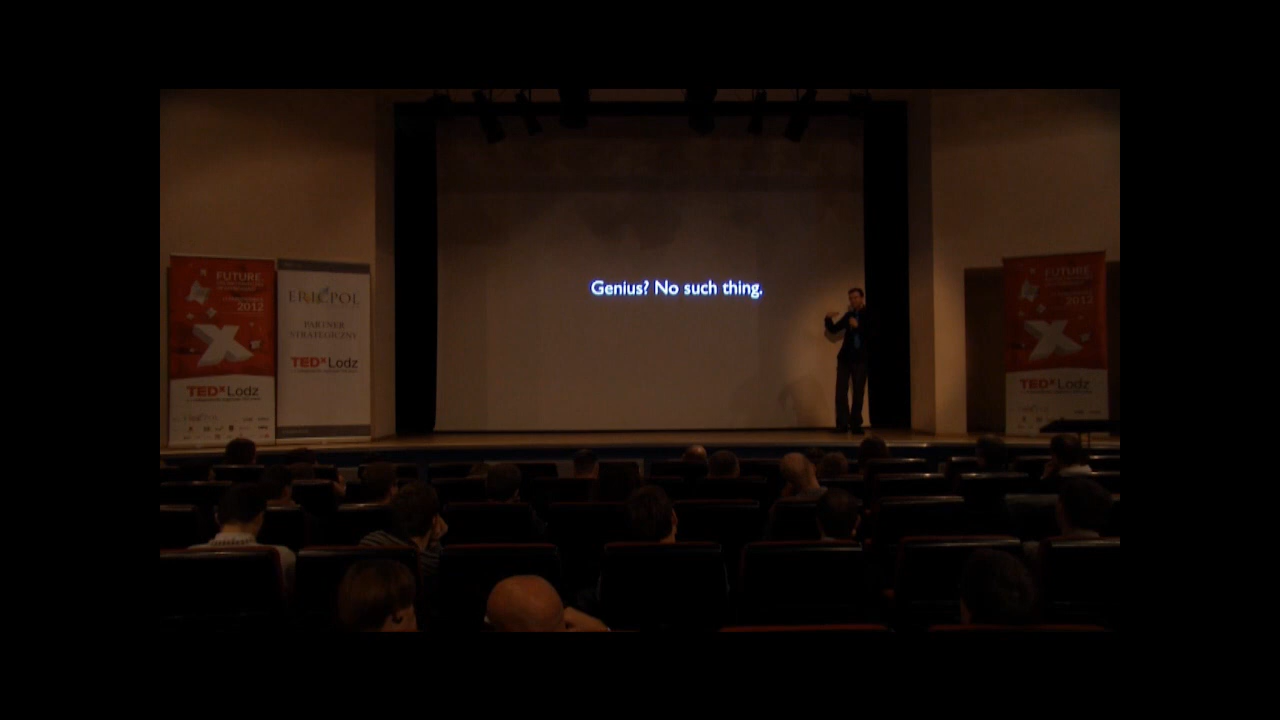 Genius? No such thing.
FUTURE.
2012
TEDxLodz
ERICPOL
PARTNER
STRATEGICZNY
TEDxLodz
FUTURE.
2012
TEDxLodz